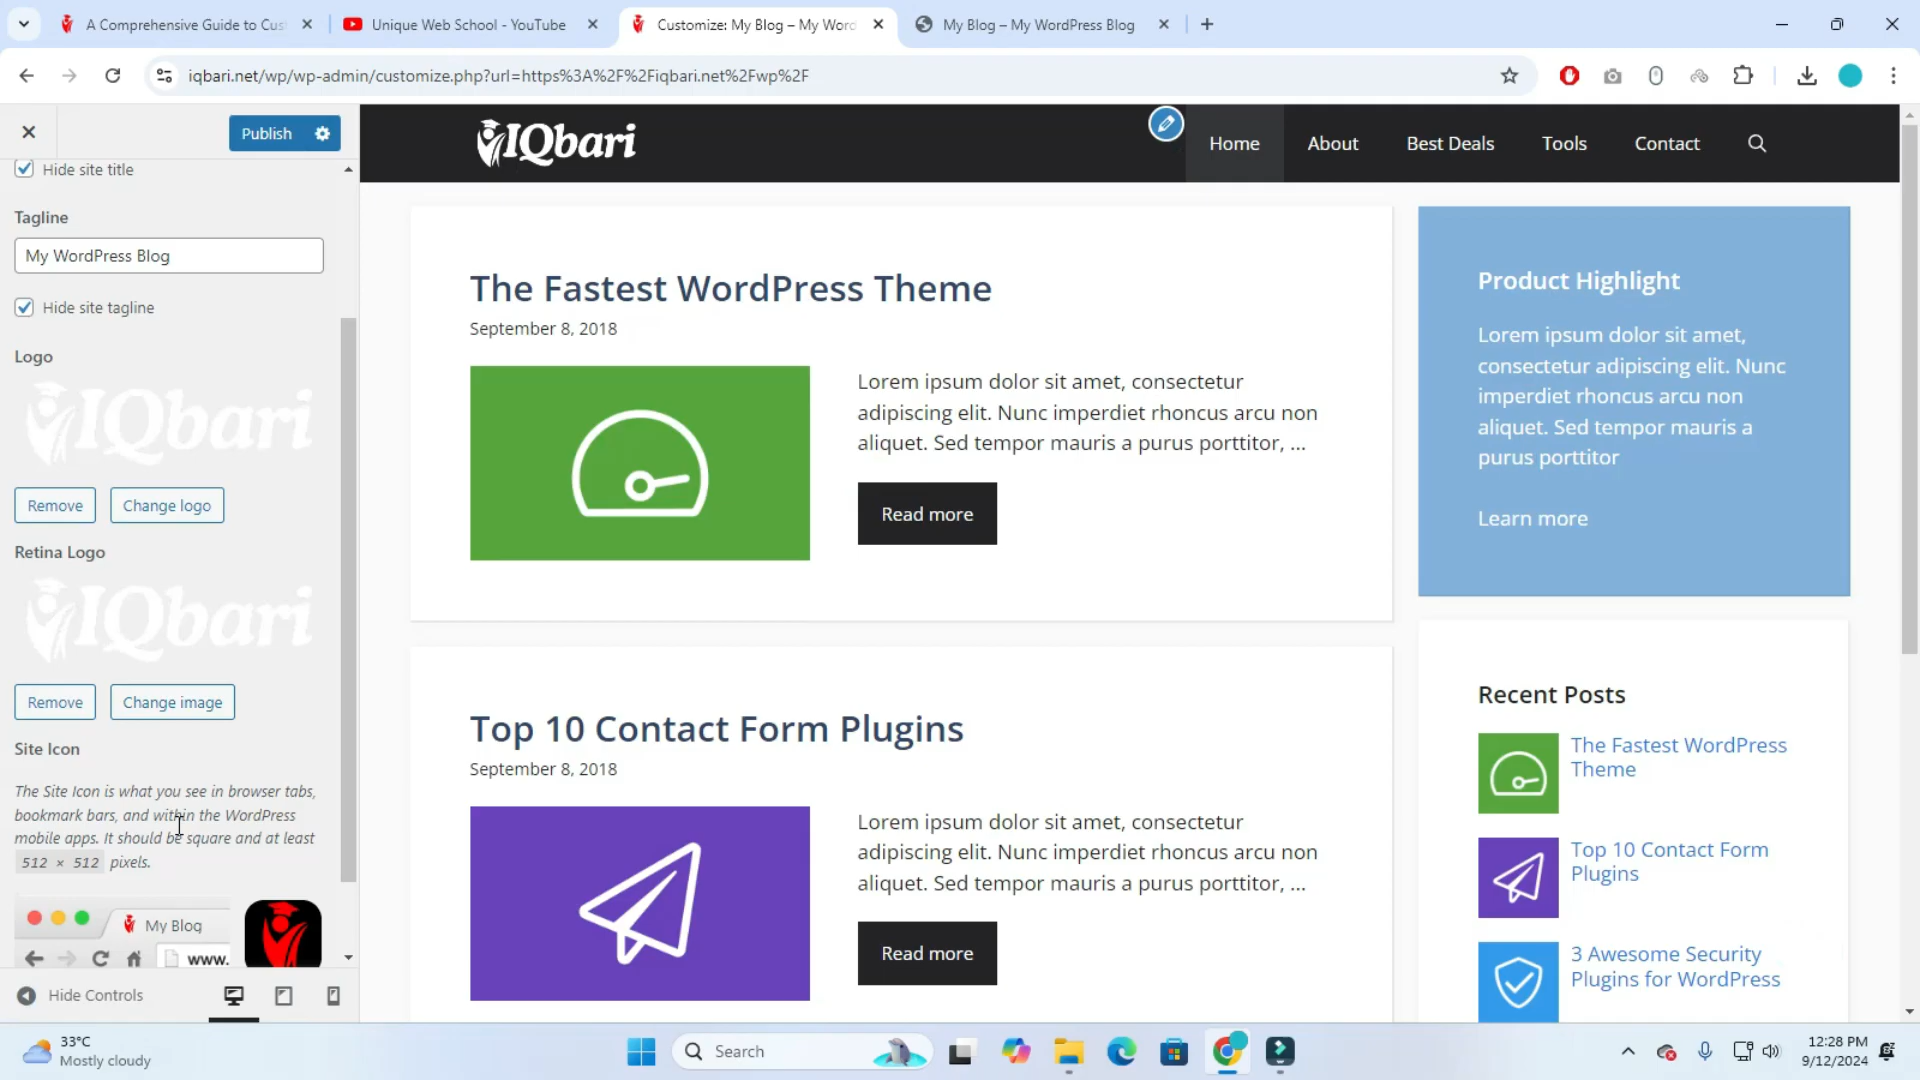 A Comprehensive Guide to Cus
Unique Web School - YouTube
Customize: My Blog – My Word
My Blog – My WordPress Blog
iqbari.net/wp/wp-admin/customize.php?url=https%3A%2F%2Fiqbari.net%2Fwp%2F
Publish
Hide site title
Tagline
My WordPress Blog
Hide site tagline
Logo
IQbari
Remove
Change logo
Retina Logo
IQbari
Remove
Change image
Site Icon
The Site Icon is what you see in browser tabs,
bookmark bars, and within the WordPress
mobile apps. It should be square and at least
512 × 512 pixels.
My Blog
www.
Hide Controls
IQbari
Home
About
Best Deals
Tools
Contact
The Fastest WordPress Theme
September 8, 2018
Lorem ipsum dolor sit amet, consectetur
adipiscing elit. Nunc imperdiet rhoncus arcu non
aliquet. Sed tempor mauris a purus porttitor, ...
Read more
Top 10 Contact Form Plugins
September 8, 2018
Lorem ipsum dolor sit amet, consectetur
adipiscing elit. Nunc imperdiet rhoncus arcu non
aliquet. Sed tempor mauris a purus porttitor, ...
Read more
Product Highlight
Lorem ipsum dolor sit amet,
consectetur adipiscing elit. Nunc
imperdiet rhoncus arcu non
aliquet. Sed tempor mauris a
purus porttitor
Learn more
Recent Posts
The Fastest WordPress
Theme
Top 10 Contact Form
Plugins
3 Awesome Security
Plugins for WordPress
33°C
Mostly cloudy
Search
12:28 PM
9/12/2024